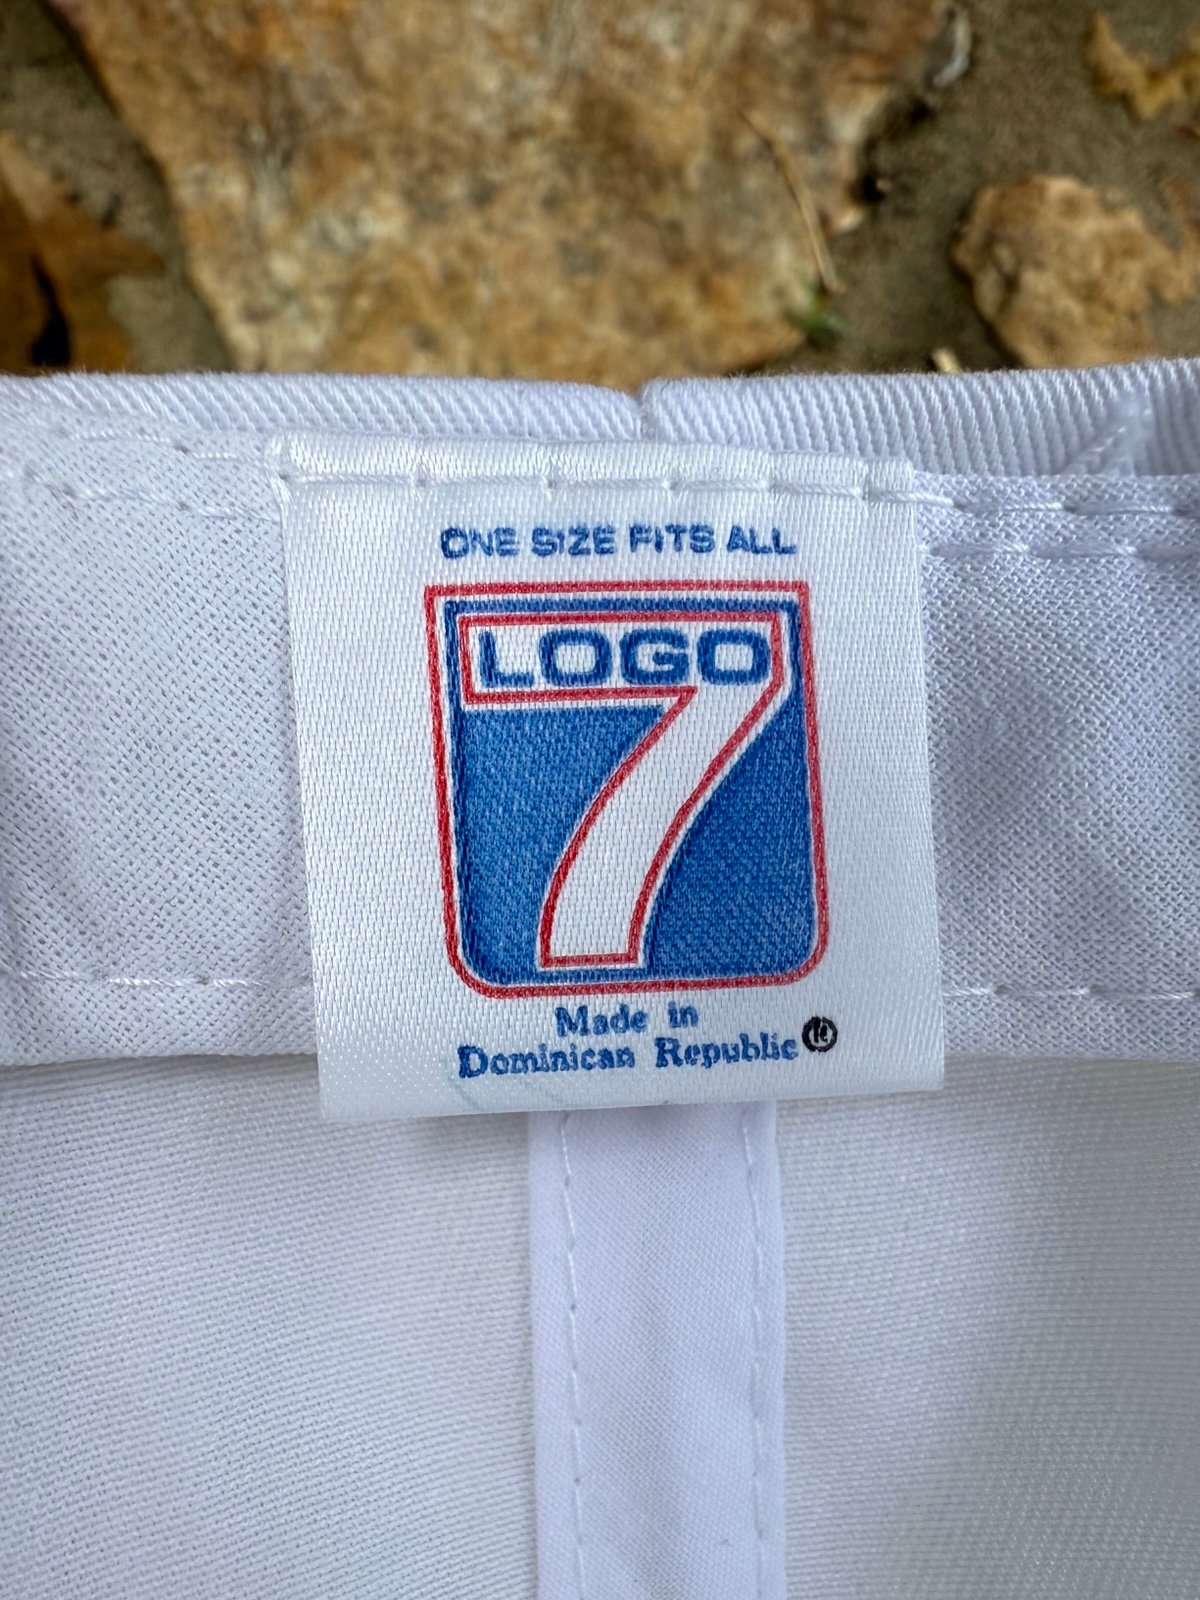 ONE SIZE FITS ALL
LOGO
7
Made in
Dominican Republic ®